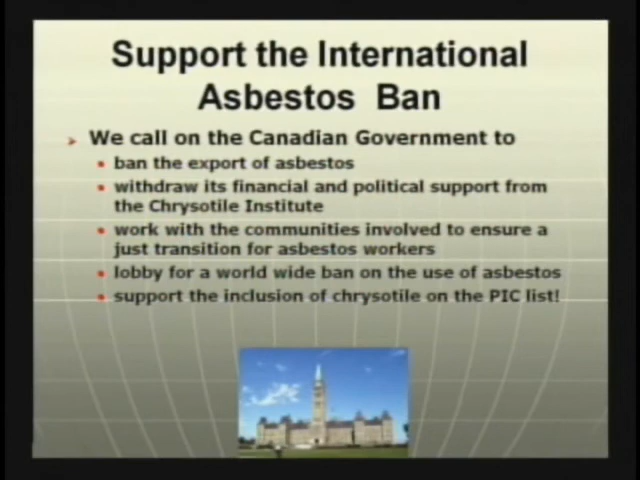 Support the International
Asbestos Ban
We call on the Canadian Government to
ban the export of asbestos
withdraw its financial and political support from
the Chrysotile Institute
work with the communities involved to ensure a
just transition for asbestos workers
lobby for a world wide ban on the use of asbestos
support the inclusion of chrysotile on the PIC list!